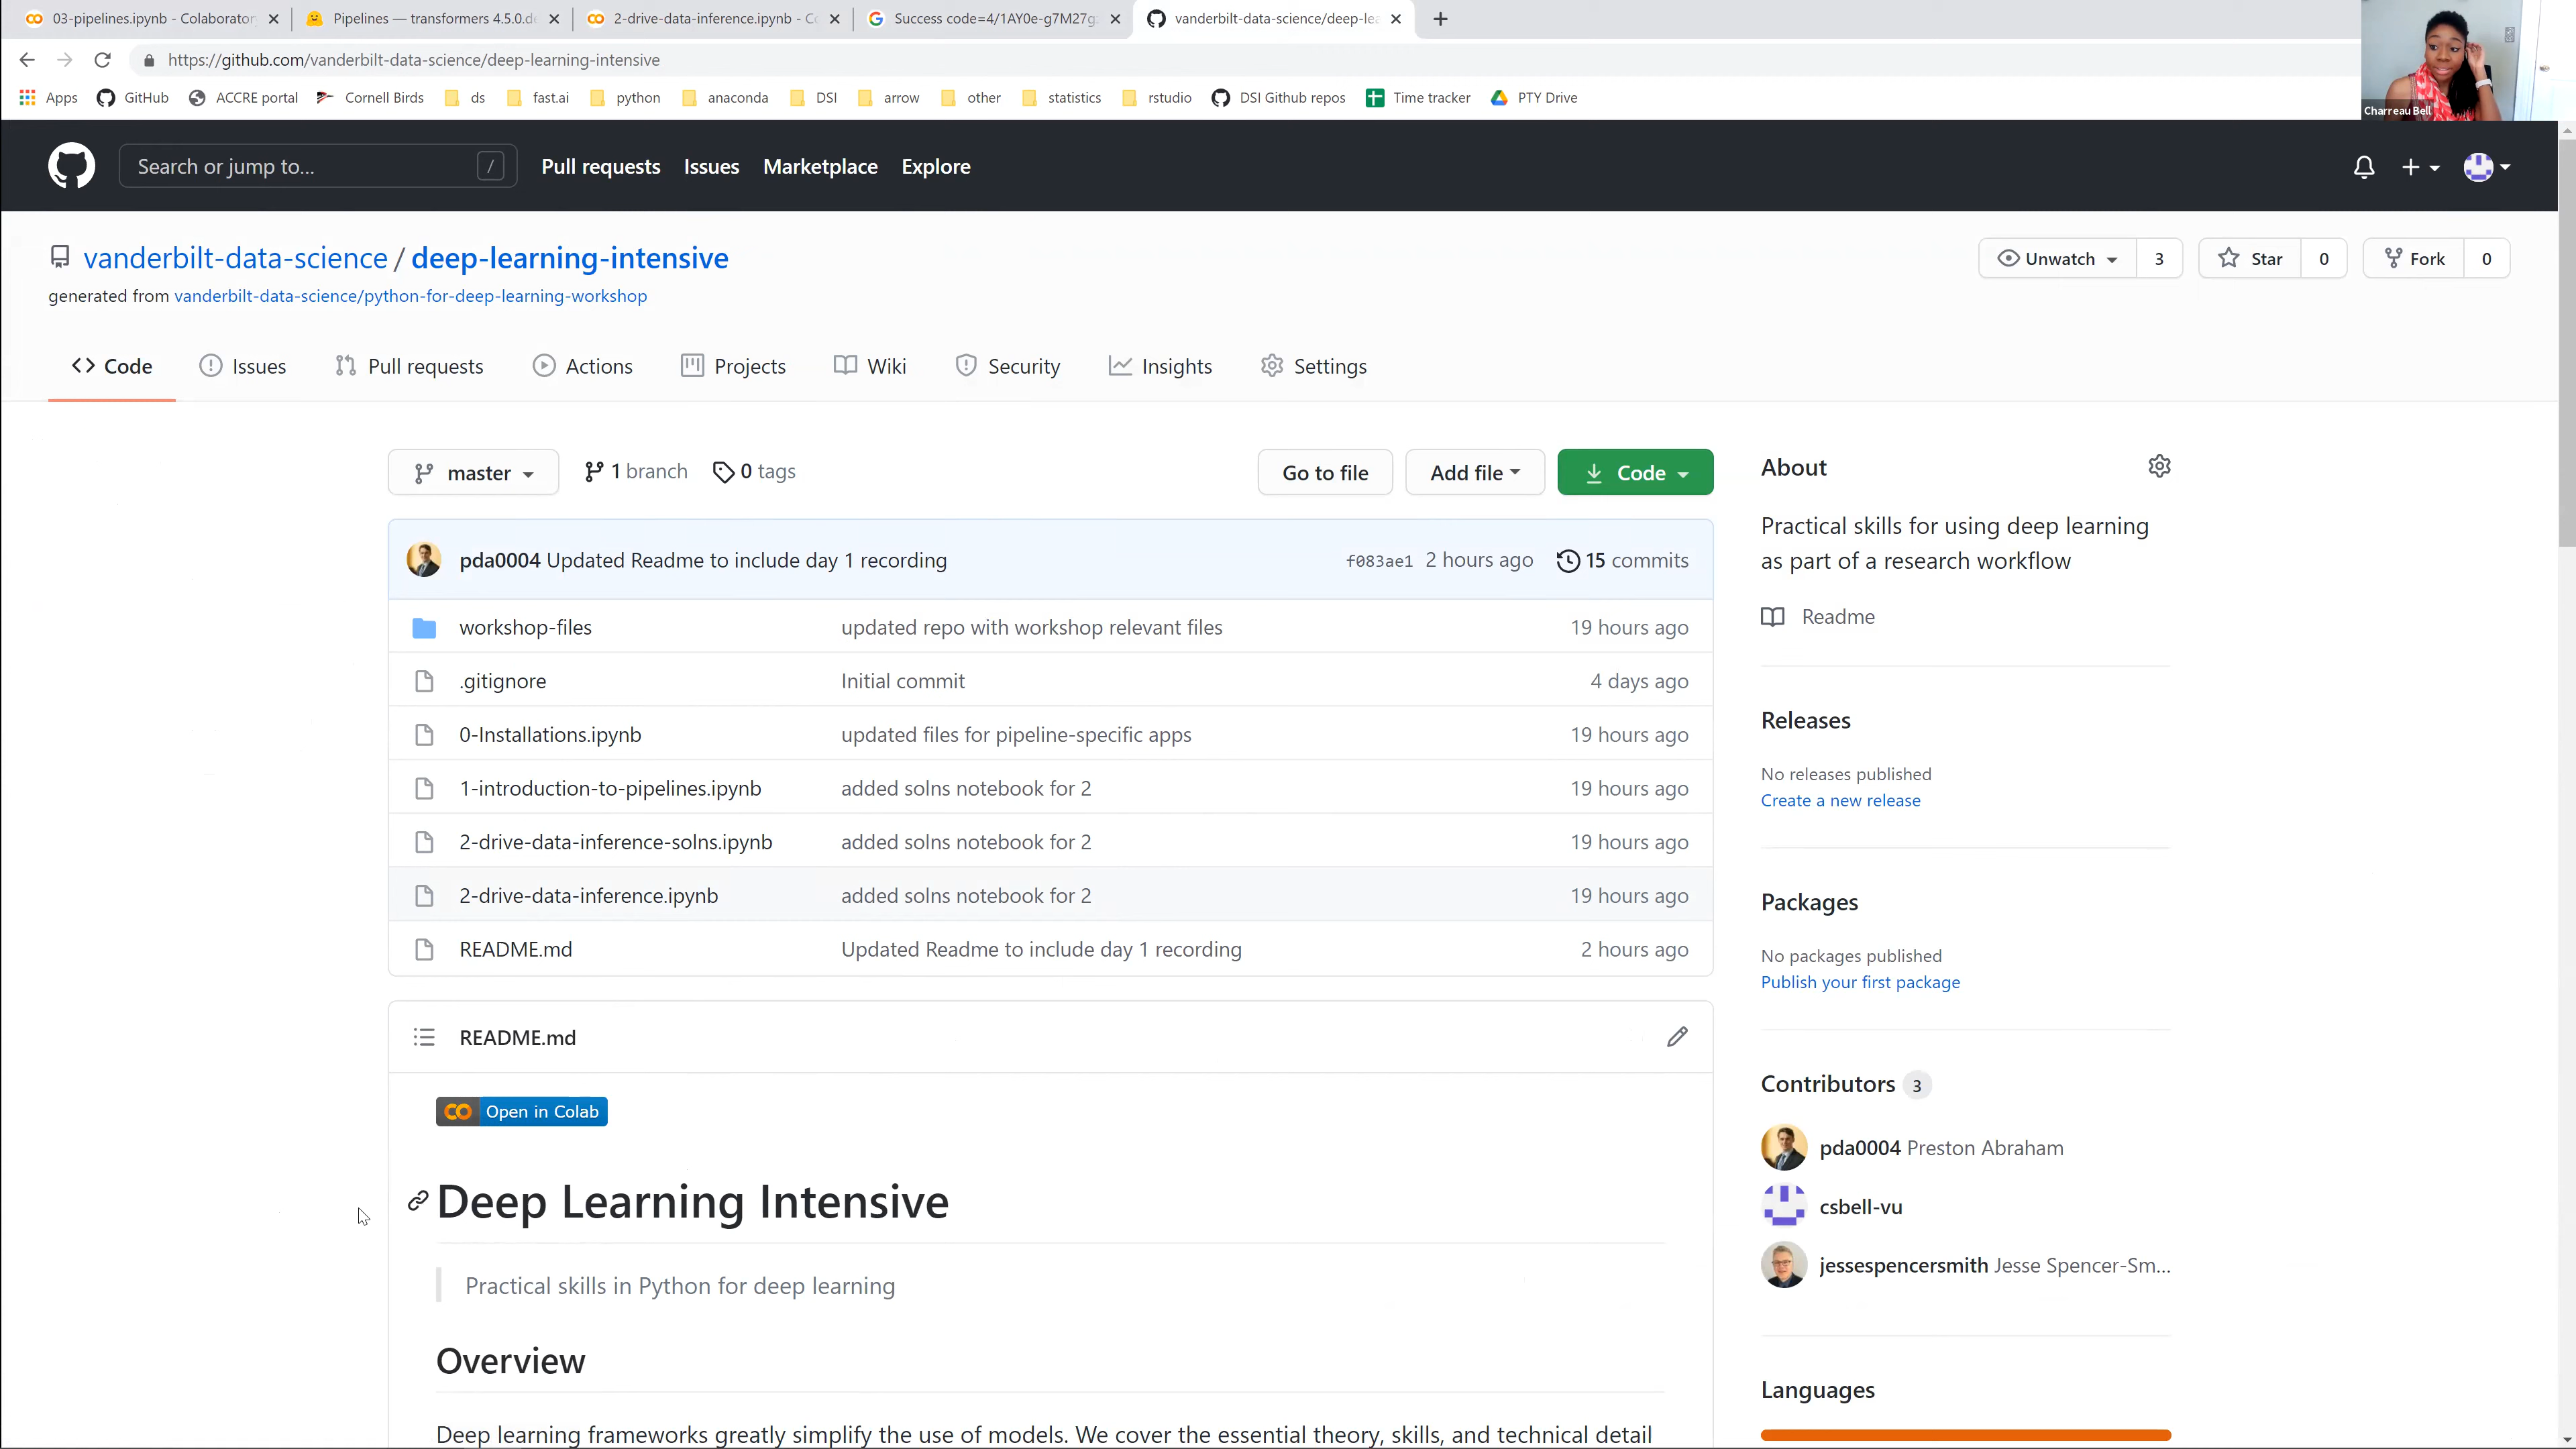 03-pipelines.ipynb - Colaborator
Pipelines — transformers 4.5.0.de
2-drive-data-inference.ipynb - Co
Success code=4/1AY0e-g7M27g
vanderbilt-data-science/deep-lea
https://github.com/vanderbilt-data-science/deep-learning-intensive
Apps GitHub ACCRE portal Cornell Birds ds fast.ai python anaconda DSI arrow other statistics rstudio DSI Github repos Time tracker PTY Drive
Charreau Bell
Search or jump to... / Pull requests Issues Marketplace Explore
vanderbilt-data-science / deep-learning-intensive
Unwatch 3 Star 0 Fork 0
generated from vanderbilt-data-science/python-for-deep-learning-workshop
Code Issues Pull requests Actions Projects Wiki Security Insights Settings
master 1 branch 0 tags Go to file Add file Code
pda0004 Updated Readme to include day 1 recording f083ae1 2 hours ago 15 commits
workshop-files updated repo with workshop relevant files 19 hours ago
.gitignore Initial commit 4 days ago
0-Installations.ipynb updated files for pipeline-specific apps 19 hours ago
1-introduction-to-pipelines.ipynb added solns notebook for 2 19 hours ago
2-drive-data-inference-solns.ipynb added solns notebook for 2 19 hours ago
2-drive-data-inference.ipynb added solns notebook for 2 19 hours ago
README.md Updated Readme to include day 1 recording 2 hours ago
README.md
Open in Colab
Deep Learning Intensive
Practical skills in Python for deep learning
Overview
Deep learning frameworks greatly simplify the use of models. We cover the essential theory, skills, and technical detail
About
Practical skills for using deep learning
as part of a research workflow
Readme
Releases
No releases published
Create a new release
Packages
No packages published
Publish your first package
Contributors 3
pda0004 Preston Abraham
csbell-vu
jessespencersmith Jesse Spencer-Sm...
Languages